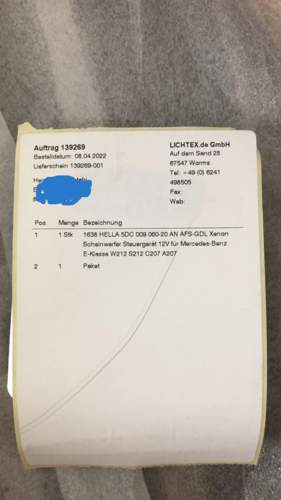 Auftrag 139269
Bestelldatum: 08.04.2022
Lieferschein 139269-001
LICHTEX.de GmbH
Auf dem Sand 28
67547 Worms
Tel: +49 (0) 6241
498505
Fax:
Web:
Pos Menge Bezeichnung
1 1 Stk 1638 HELLA 5DC 009 060-20 AN AFS-GDL Xenon
Scheinwerfer Steuergerät 12V für Mercedes-Benz
E-Klasse W212 S212 C207 A207
2 1 Paket